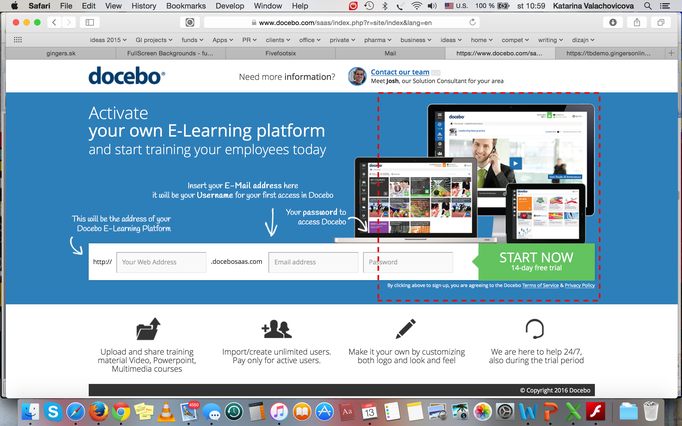 Safari File Edit View History Bookmarks Develop Window Help
U.S. 100 % st 10:59 Katarina Valachovicova
www.docebo.com/saas/index.php?r=site/index&lang=en
ideas 2015 GI projects funds Apps PR clients office private pharma business ideas home compet writing dizajn
gingers.sk FullScreen Backgrounds - fu... Fivefootsix Mail https://www.docebo.com/sa... https://tbdemo.gingersonlin...
docebo
Need more information?
Contact our team
Meet Josh, our Solution Consultant for your area
Activate
your own E-Learning platform
and start training your employees today
Insert your E-Mail address here
it will be your Username for your first access in Docebo
This will be the address of your
Docebo E-Learning Platform
Your password to
access Docebo
http:// Your Web Address .docebosaas.com Email address Password
START NOW
14-day free trial
By clicking above to sign up, you are agreeing to the Docebo Terms of Service & Privacy Policy
Upload and share training
material Video, Powerpoint,
Multimedia courses
Import/create unlimited users.
Pay only for active users.
Make it your own by customizing
both logo and look and feel
We are here to help 24/7,
also during the trial period
© Copyright 2016 Docebo
13